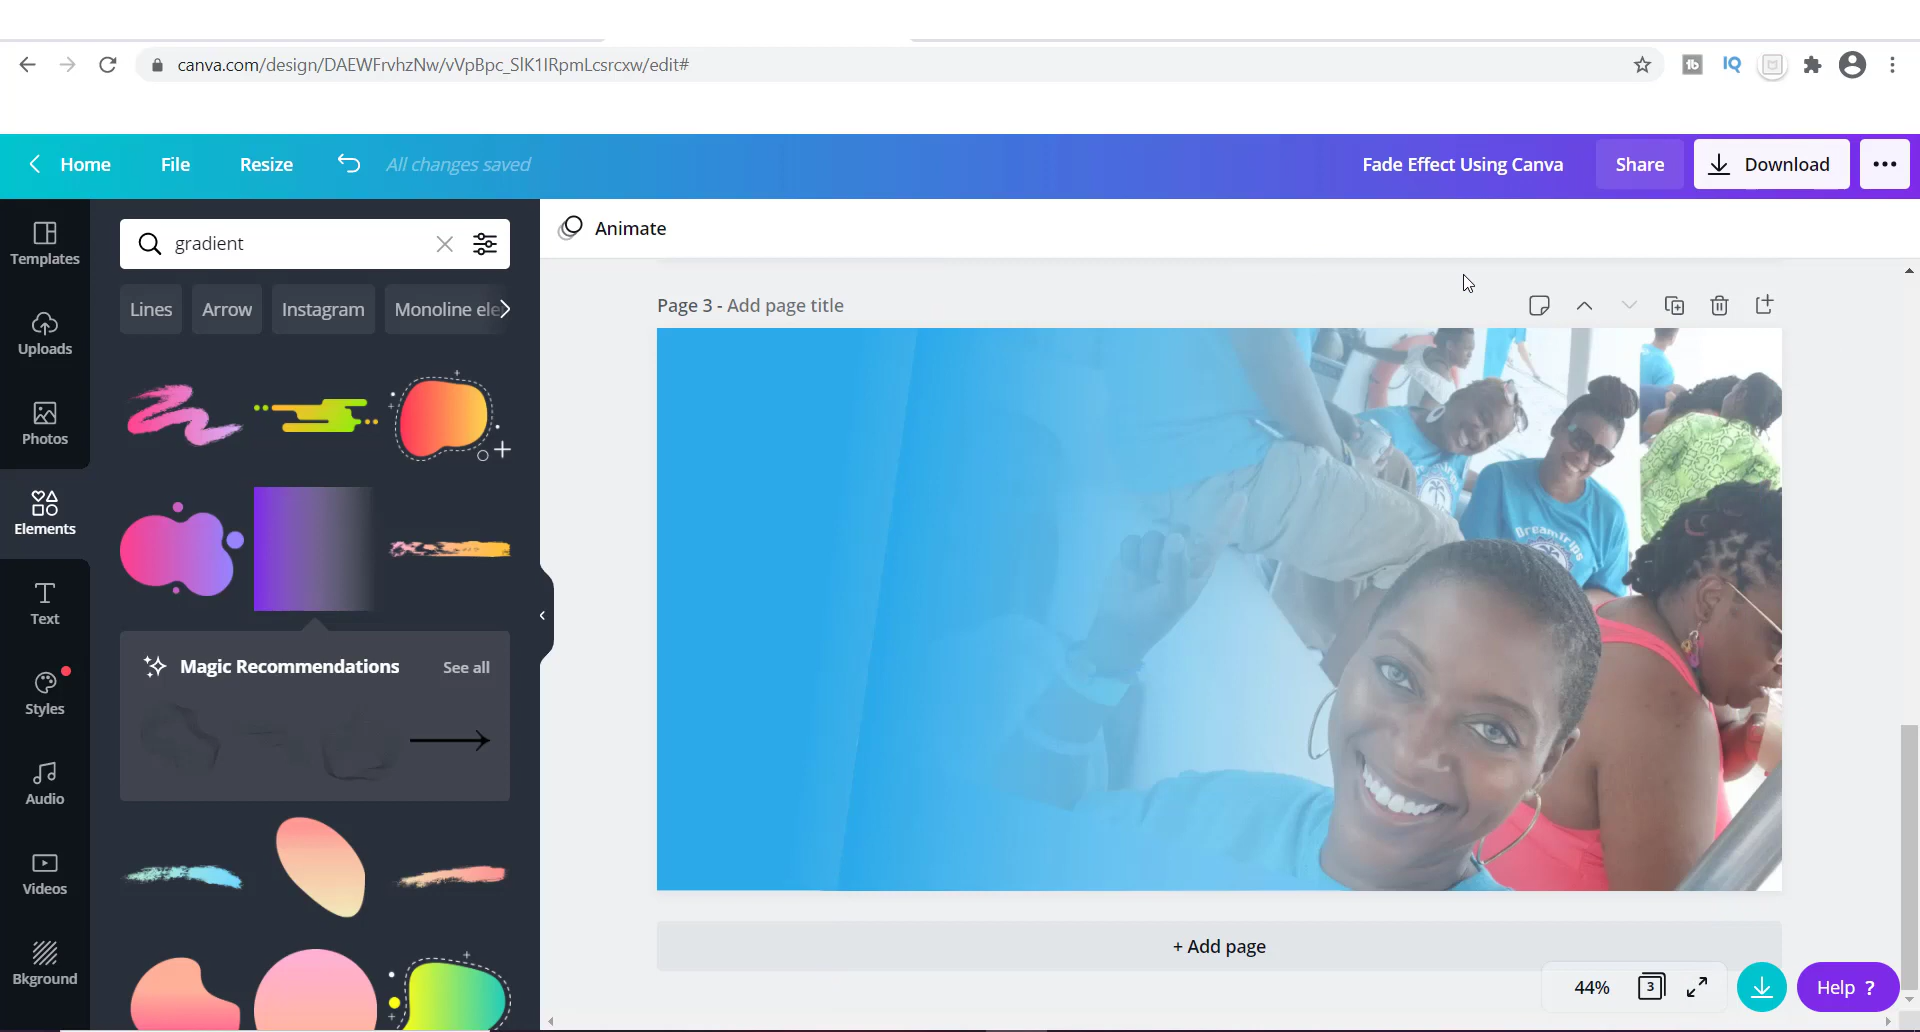 canva.com/design/DAEWFrvhzNw/vVpBpc_SlK1IRpmLcsrcxw/edit#
Home
File
Resize
All changes saved
Fade Effect Using Canva
Share
Download
Templates
Uploads
Photos
Elements
Text
Styles
Audio
Videos
Bkground
gradient
Lines
Arrow
Instagram
Monoline ele
Magic Recommendations
See all
Animate
Page 3 - Add page title
DreamTrips
+ Add page
44%
3
Help ?